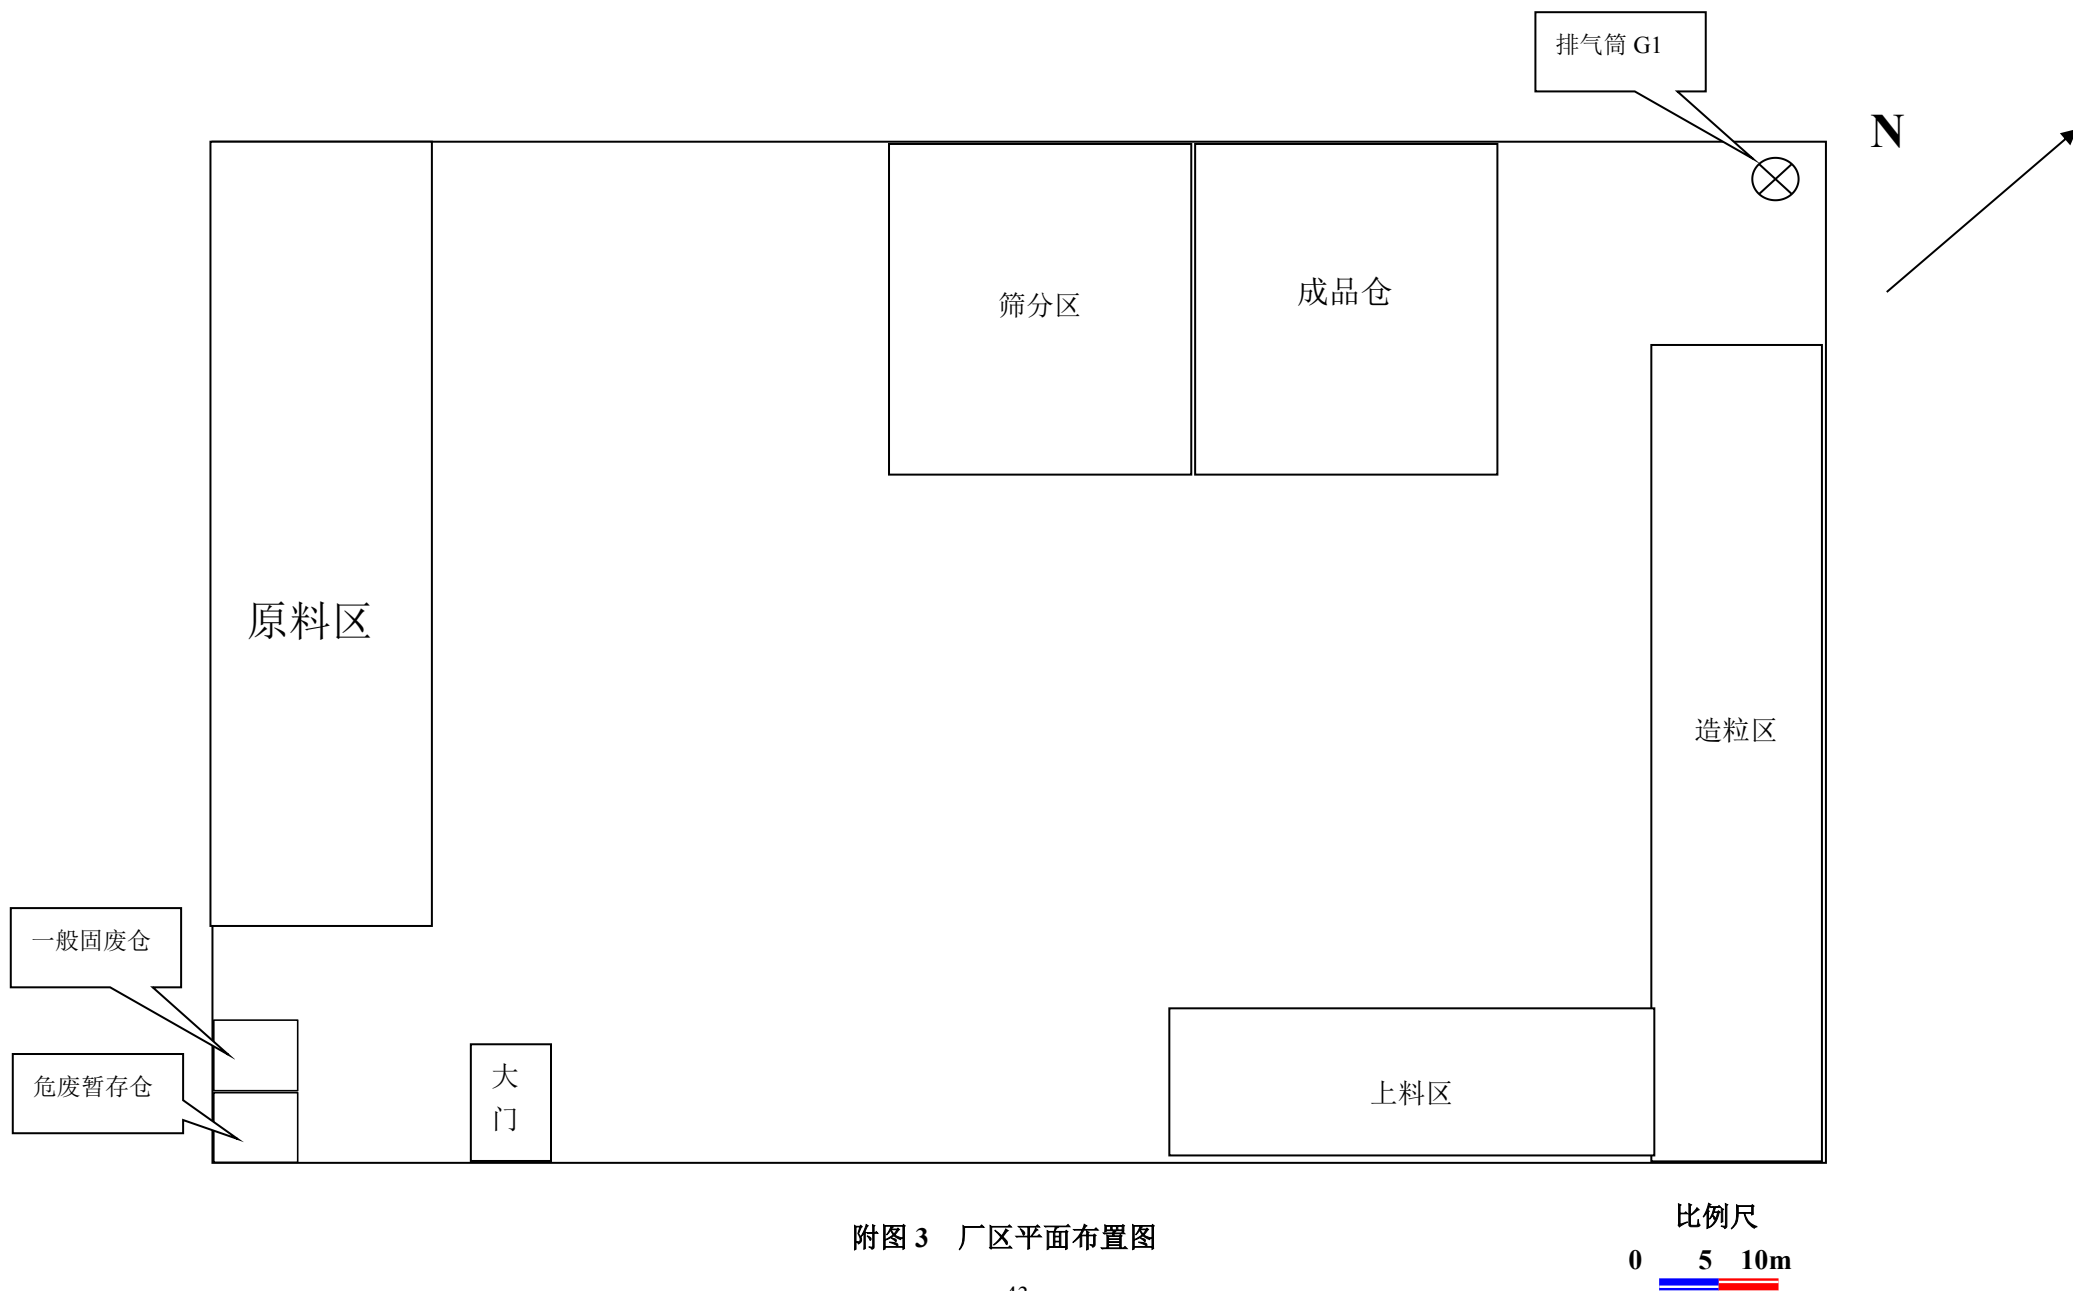 排气筒 G1
N
筛分区
成品仓
原料区
造粒区
一般固废仓
危废暂存仓
大
门
上料区
附图 3 厂区平面布置图
比例尺
0 5 10m